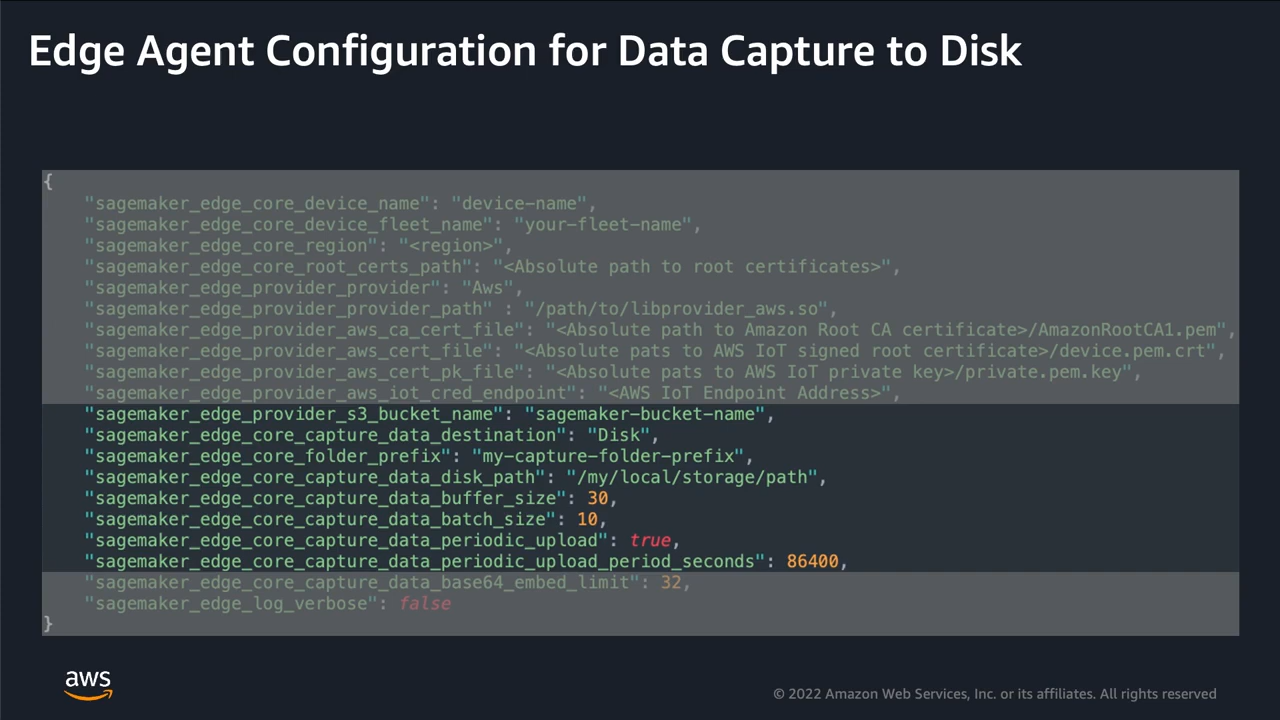 Edge Agent Configuration for Data Capture to Disk
{
"sagemaker_edge_core_device_name": "device-name",
"sagemaker_edge_core_device_fleet_name": "your-fleet-name",
"sagemaker_edge_core_region": "<region>",
"sagemaker_edge_core_root_certs_path": "<Absolute path to root certificates>",
"sagemaker_edge_provider_provider": "Aws",
"sagemaker_edge_provider_provider_path" : "/path/to/libprovider_aws.so",
"sagemaker_edge_provider_aws_ca_cert_file": "<Absolute path to Amazon Root CA certificate>/AmazonRootCA1.pem",
"sagemaker_edge_provider_aws_cert_file": "<Absolute pats to AWS IoT signed root certificate>/device.pem.crt",
"sagemaker_edge_provider_aws_cert_pk_file": "<Absolute pats to AWS IoT private key>/private.pem.key",
"sagemaker_edge_provider_aws_iot_cred_endpoint": "<AWS IoT Endpoint Address>",
"sagemaker_edge_provider_s3_bucket_name": "sagemaker-bucket-name",
"sagemaker_edge_core_capture_data_destination": "Disk",
"sagemaker_edge_core_folder_prefix": "my-capture-folder-prefix",
"sagemaker_edge_core_capture_data_disk_path": "/my/local/storage/path",
"sagemaker_edge_core_capture_data_buffer_size": 30,
"sagemaker_edge_core_capture_data_batch_size": 10,
"sagemaker_edge_core_capture_data_periodic_upload": true,
"sagemaker_edge_core_capture_data_periodic_upload_period_seconds": 86400,
"sagemaker_edge_core_capture_data_base64_embed_limit": 32,
"sagemaker_edge_log_verbose": false
}
aws
© 2022 Amazon Web Services, Inc. or its affiliates. All rights reserved